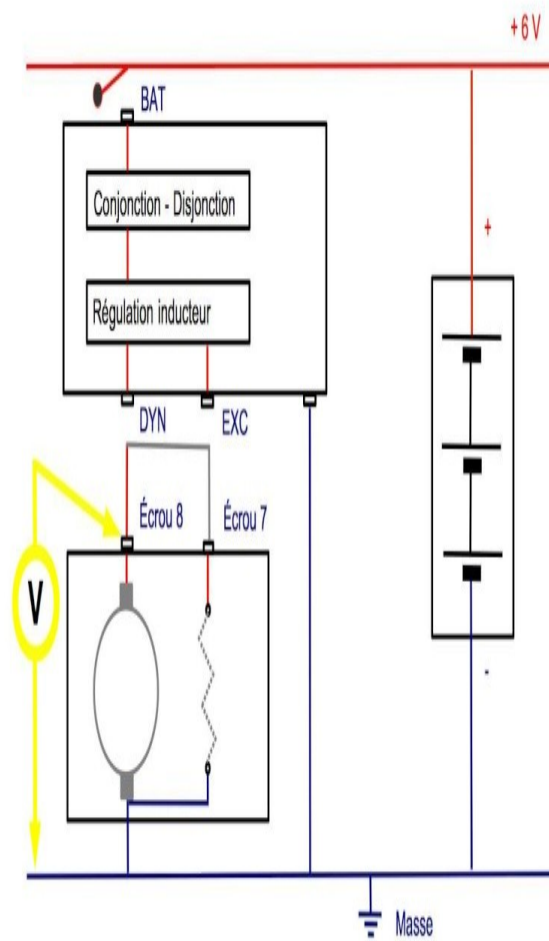 + 6 V
BAT
Conjonction - Disjonction
+
Régulation inducteur
DYN
EXC
Écrou 8
Écrou 7
V
-
Masse